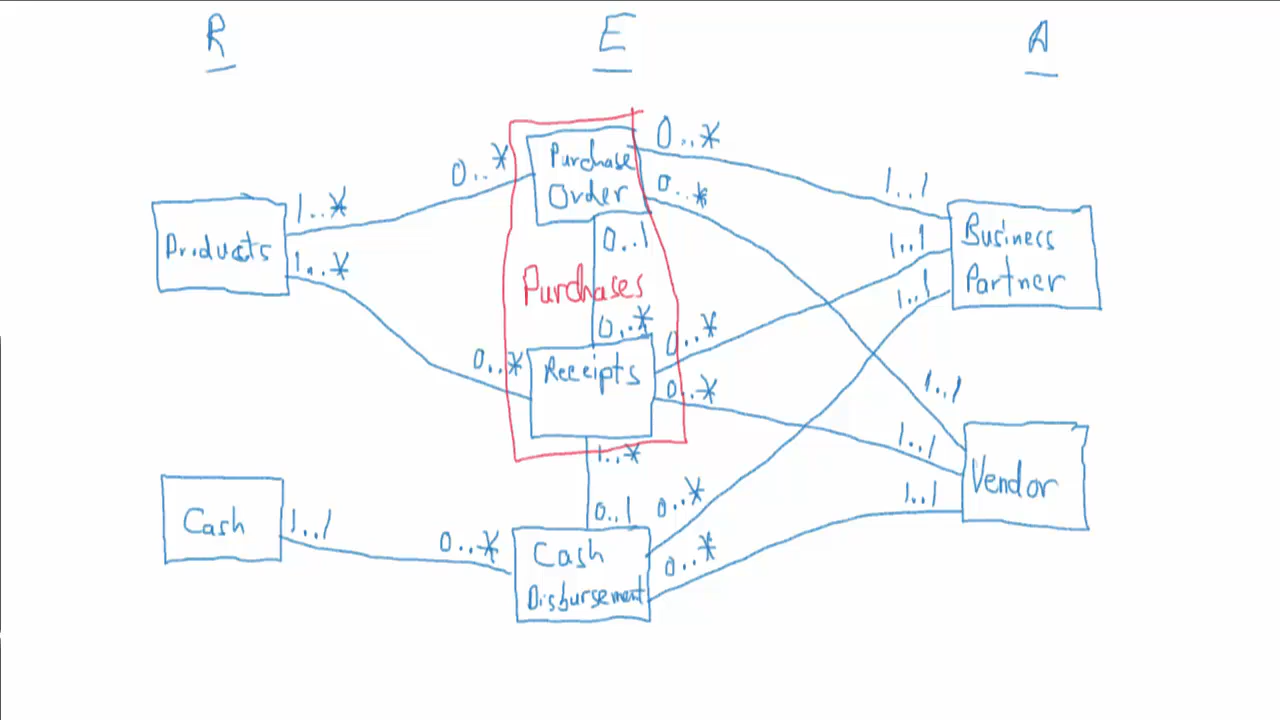 R
E
A
Products
1..*
1..*
0..*
0..*
Purchase
Order
0..1
Purchases
0..*
Receipts
1..*
0..1
Cash
1..1
0..*
Cash
Disbursement
0..*
0..*
0..*
0..*
0..*
0..*
1..1
1..1
1..1
Business
Partner
1..1
1..1
1..1
Vendor